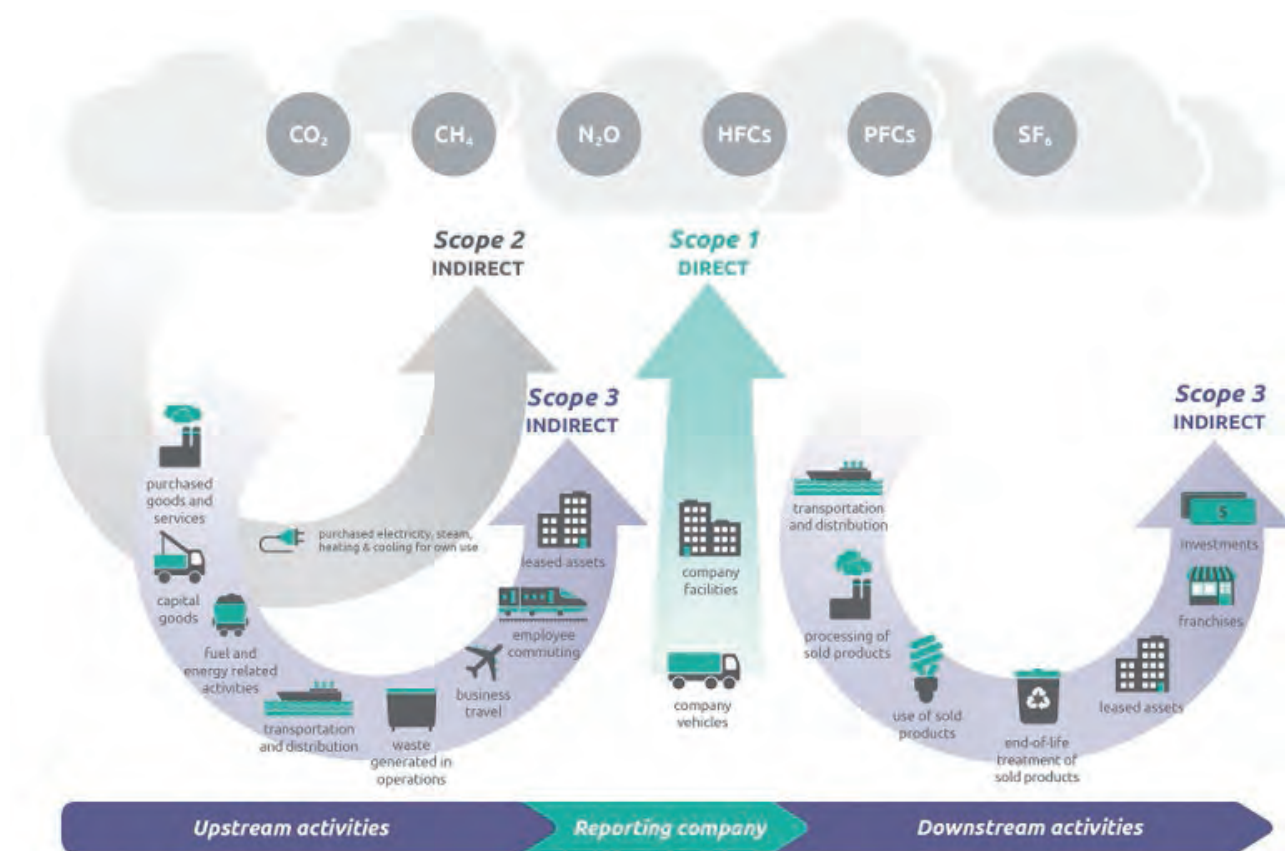 CO₂
CH₄
N₂O
HFCs
PFCs
SF₆
Scope 2
INDIRECT
Scope 1
DIRECT
Scope 3
INDIRECT
Scope 3
INDIRECT
purchased
goods and
services
capital
goods
fuel and
energy related
activities
transportation
and distribution
waste
generated in
operations
business
travel
employee
commuting
leased assets
purchased electricity, steam,
heating & cooling for own use
company
facilities
company
vehicles
transportation
and distribution
processing of
sold products
use of sold
products
end-of-life
treatment of
sold products
leased assets
franchises
$
investments
Upstream activities
Reporting company
Downstream activities